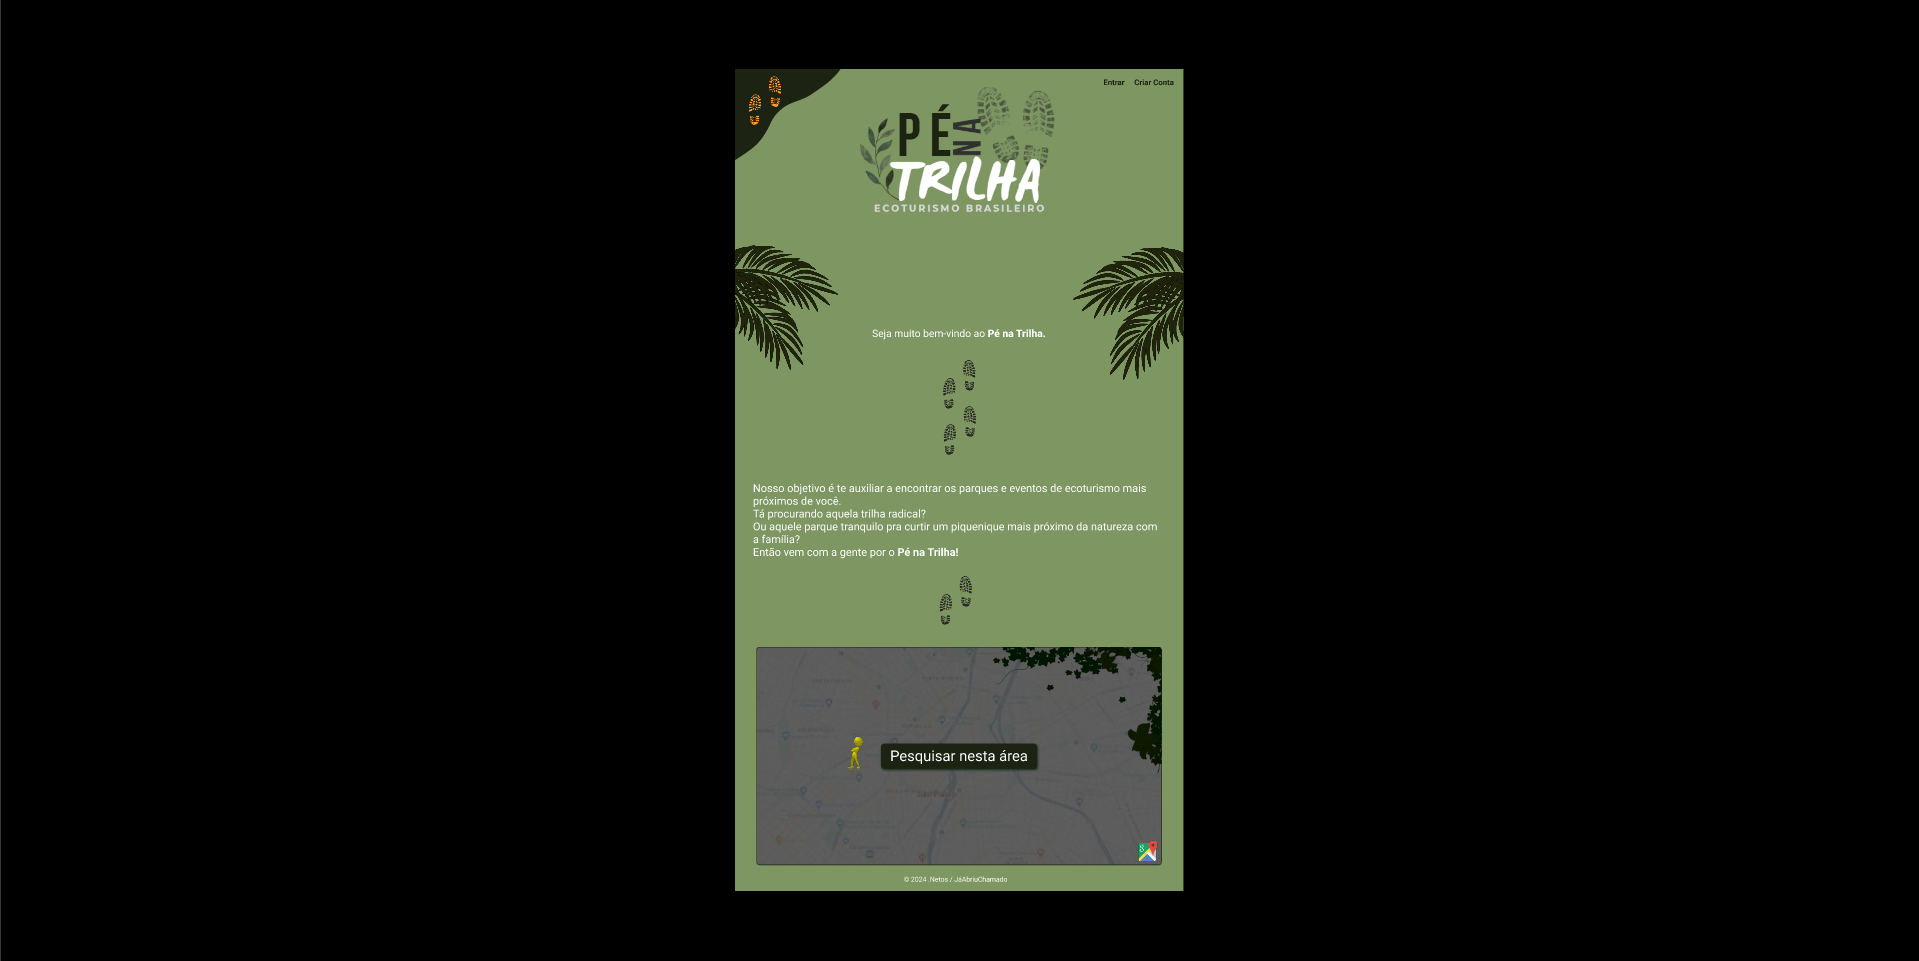 Entrar Criar Conta
PÉ NA
TRILHA
ECOTURISMO BRASILEIRO
Seja muito bem-vindo ao Pé na Trilha.
Nosso objetivo é te auxiliar a encontrar os parques e eventos de ecoturismo mais
próximos de você.
Tá procurando aquela trilha radical?
Ou aquele parque tranquilo pra curtir um piquenique mais próximo da natureza com
a família?
Então vem com a gente por o Pé na Trilha!
Pesquisar nesta área
São Paulo
© 2024 .Netos / JáAbriuChamado